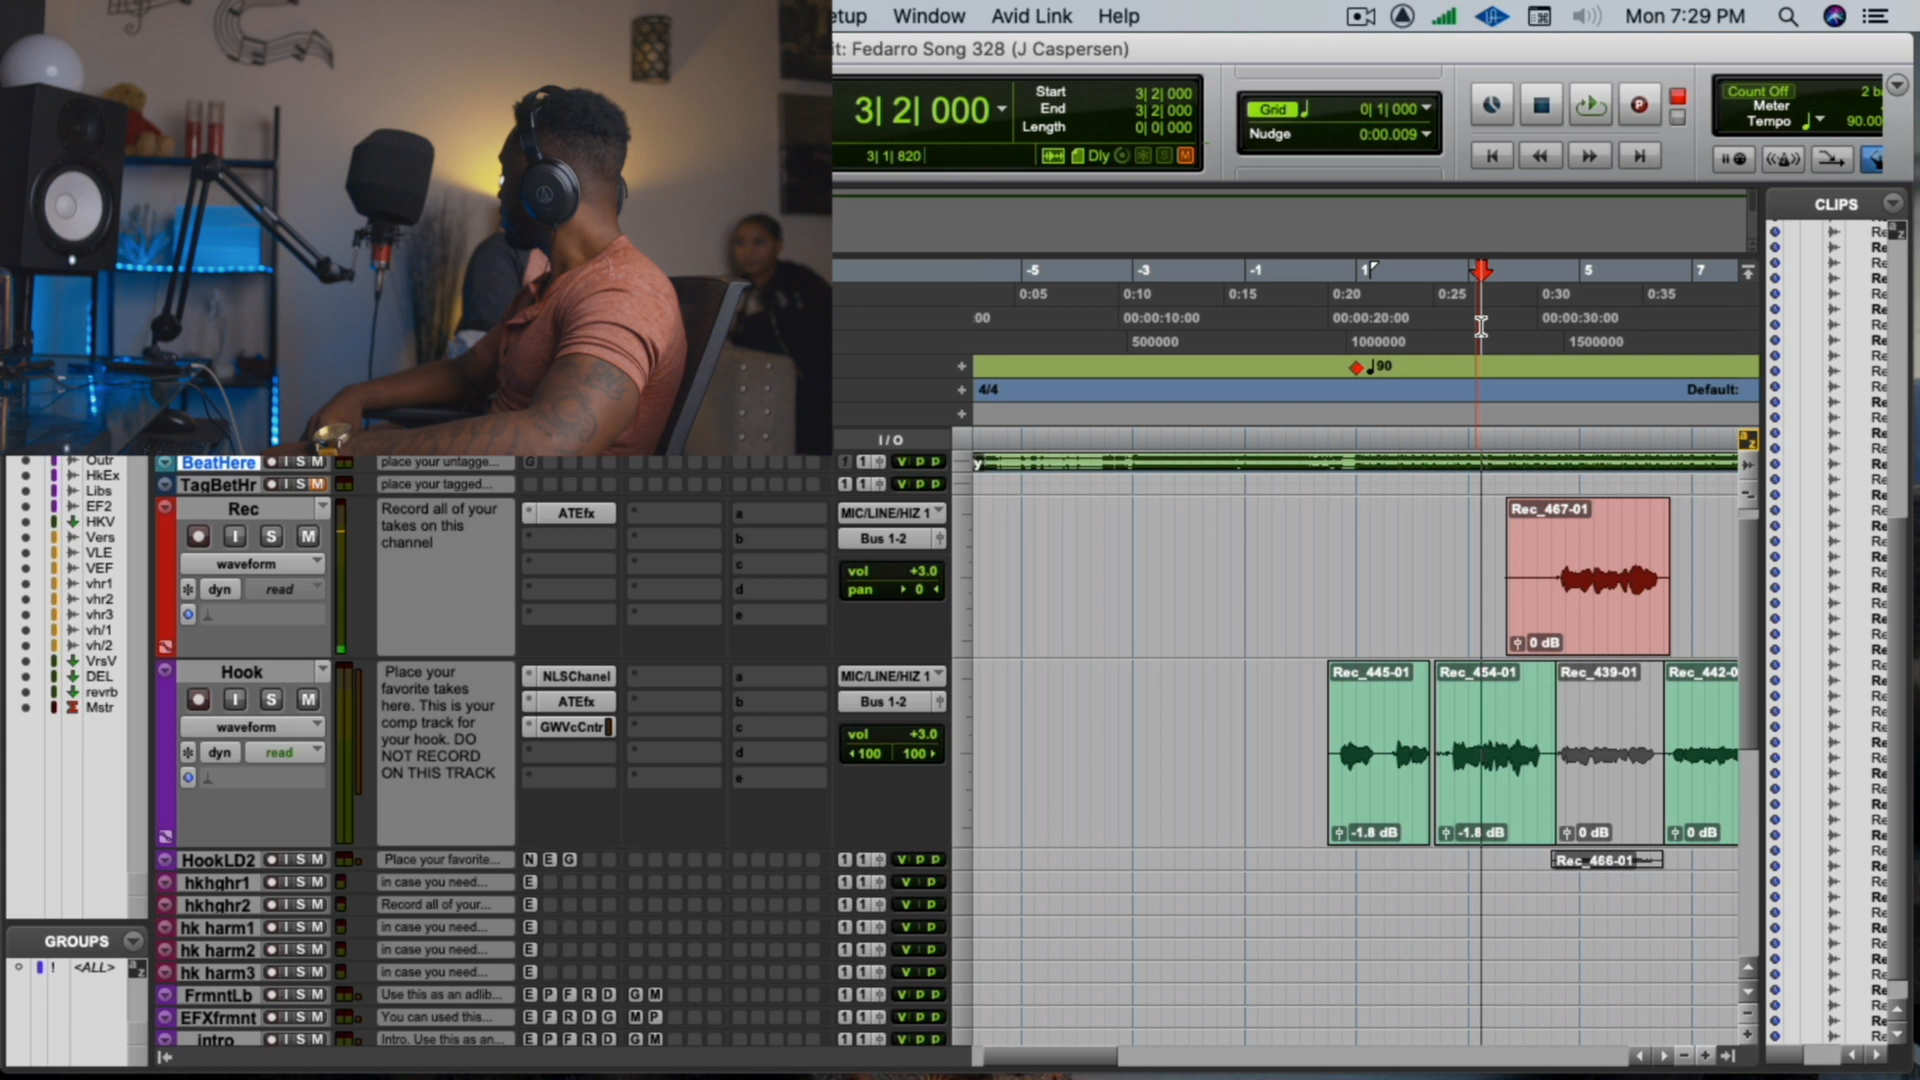 etup Window Avid Link Help Mon 7:29 PM
it: Fedarro Song 328 (J Caspersen)
3| 2| 000
Start 3| 2| 000
End 3| 2| 000
Length 0| 0| 000
3| 1| 820
Dly
S
M
Grid 0| 1| 000
Nudge 0:00.009
P
Count Off 2 ba
Meter
Tempo 90.00
CLIPS
-5 -3 -1 1 5 7
0:05 0:10 0:15 0:20 0:25 0:30 0:35
:00 00:00:10:00 00:00:20:00 00:00:30:00
500000 1000000 1500000
90
4/4 Default:
I/O
Outr
HkEx
Libs
EF2
HKV
Vers
VLE
VEF
vhr1
vhr2
vhr3
vh/1
vh/2
VrsV
DEL
revrb
Mstr
GROUPS
! <ALL>
BeatHere I S M place your untagge...
TagBetHr I S M place your tagged...
Rec
I S M
waveform
dyn read
Record all of your
takes on this
channel
ATEfx
a
b
c
d
e
MIC/LINE/HIZ 1
Bus 1-2
vol +3.0
pan 0
Rec_467-01
0 dB
Hook
I S M
waveform
dyn read
Place your
favorite takes
here. This is your
comp track for
your hook. DO
NOT RECORD
ON THIS TRACK
NLSChanel
ATEfx
GWVcCntr
a
b
c
d
e
MIC/LINE/HIZ 1
Bus 1-2
vol +3.0
100 100
Rec_445-01 Rec_454-01 Rec_439-01 Rec_442-0
-1.8 dB -1.8 dB 0 dB 0 dB
HookLD2 I S M Place your favorite... N E G
Rec_466-01
hkhghr1 I S M in case you need... E
hkhghr2 I S M Record all of your... E
hk harm1 I S M in case you need... E
hk harm2 I S M in case you need... E
hk harm3 I S M in case you need... E
FrmntLb I S M Use this as an adlib... E P F R D G M
EFXfrmnt I S M You can used this... E F R D G M P
intro I S M Intro. Use this as an... E P F R D G M